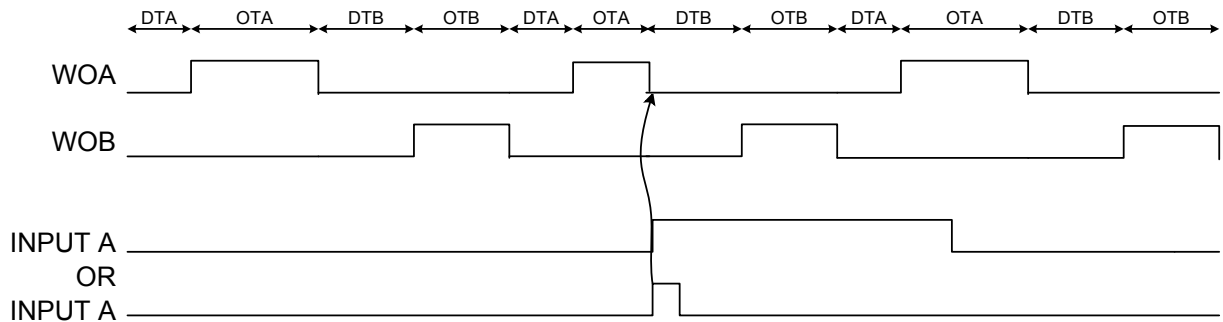 DTA OTA DTB OTB DTA OTA DTB OTB DTA OTA DTB OTB
WOA
WOB
INPUT A
OR
INPUT A